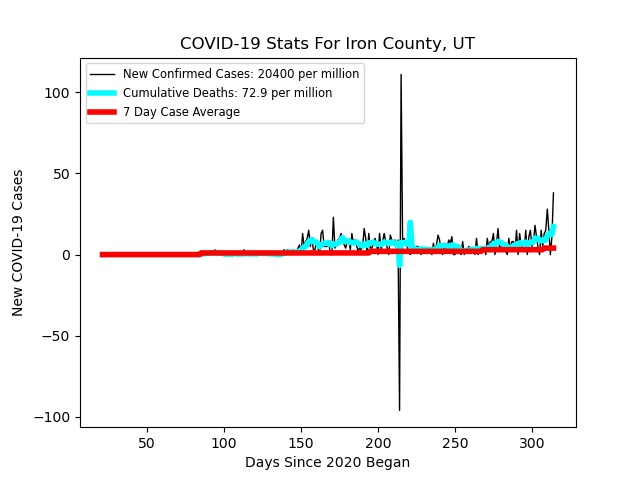 COVID-19 Stats For Iron County, UT
New Confirmed Cases: 20400 per million
Cumulative Deaths: 72.9 per million
7 Day Case Average
New COVID-19 Cases
100
50
0
−50
−100
50 100 150 200 250 300
Days Since 2020 Began